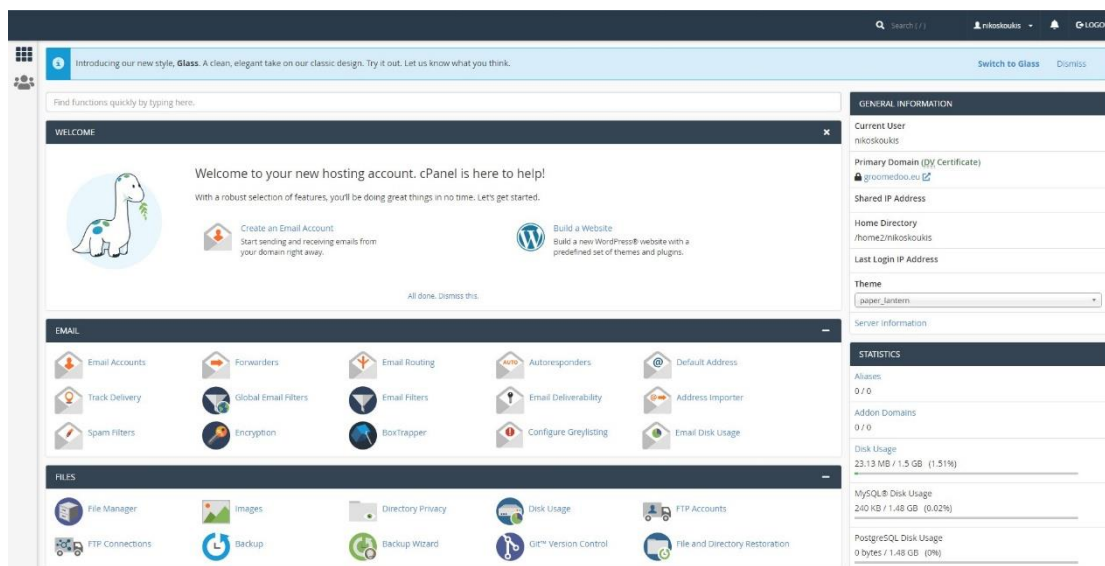 Search ( / )
nikoskoukis
LOGO
Introducing our new style, Glass. A clean, elegant take on our classic design. Try it out. Let us know what you think.
Switch to Glass
Dismiss
Find functions quickly by typing here.
WELCOME
Welcome to your new hosting account. cPanel is here to help!
With a robust selection of features, you'll be doing great things in no time. Let's get started.
Create an Email Account
Start sending and receiving emails from
your domain right away.
Build a Website
Build a new WordPress® website with a
predefined set of themes and plugins.
All done. Dismiss this.
EMAIL
Email Accounts
Forwarders
Email Routing
AUTO
Autoresponders
Default Address
Track Delivery
Global Email Filters
Email Filters
Email Deliverability
Address Importer
Spam Filters
Encryption
BoxTrapper
Configure Greylisting
Email Disk Usage
FILES
File Manager
Images
Directory Privacy
Disk Usage
FTP Accounts
FTP Connections
Backup
Backup Wizard
Git™ Version Control
File and Directory Restoration
GENERAL INFORMATION
Current User
nikoskoukis
Primary Domain (DV Certificate)
groomedoo.eu
Shared IP Address
Home Directory
/home2/nikoskoukis
Last Login IP Address
Theme
paper_lantern
Server Information
STATISTICS
Aliases
0 / 0
Addon Domains
0 / 0
Disk Usage
23.13 MB / 1.5 GB (1.51%)
MySQL® Disk Usage
240 KB / 1.48 GB (0.02%)
PostgreSQL Disk Usage
0 bytes / 1.48 GB (0%)